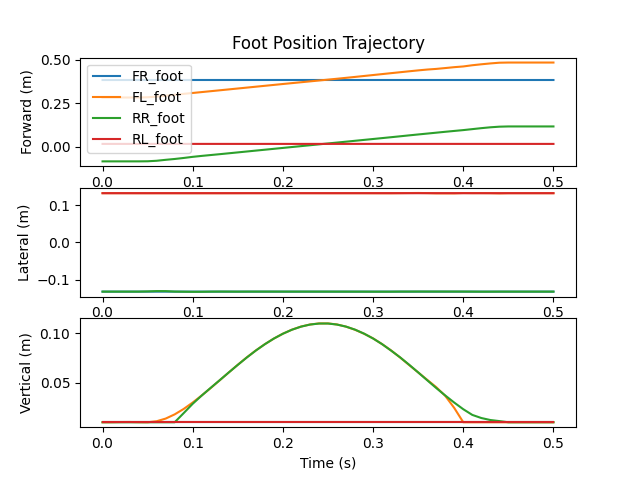 Foot Position Trajectory
0.50
0.25
0.00
Forward (m)
FR_foot
FL_foot
RR_foot
RL_foot
0.0 0.1 0.2 0.3 0.4 0.5
0.1
0.0
−0.1
Lateral (m)
0.0 0.1 0.2 0.3 0.4 0.5
0.10
0.05
Vertical (m)
0.0 0.1 0.2 0.3 0.4 0.5
Time (s)